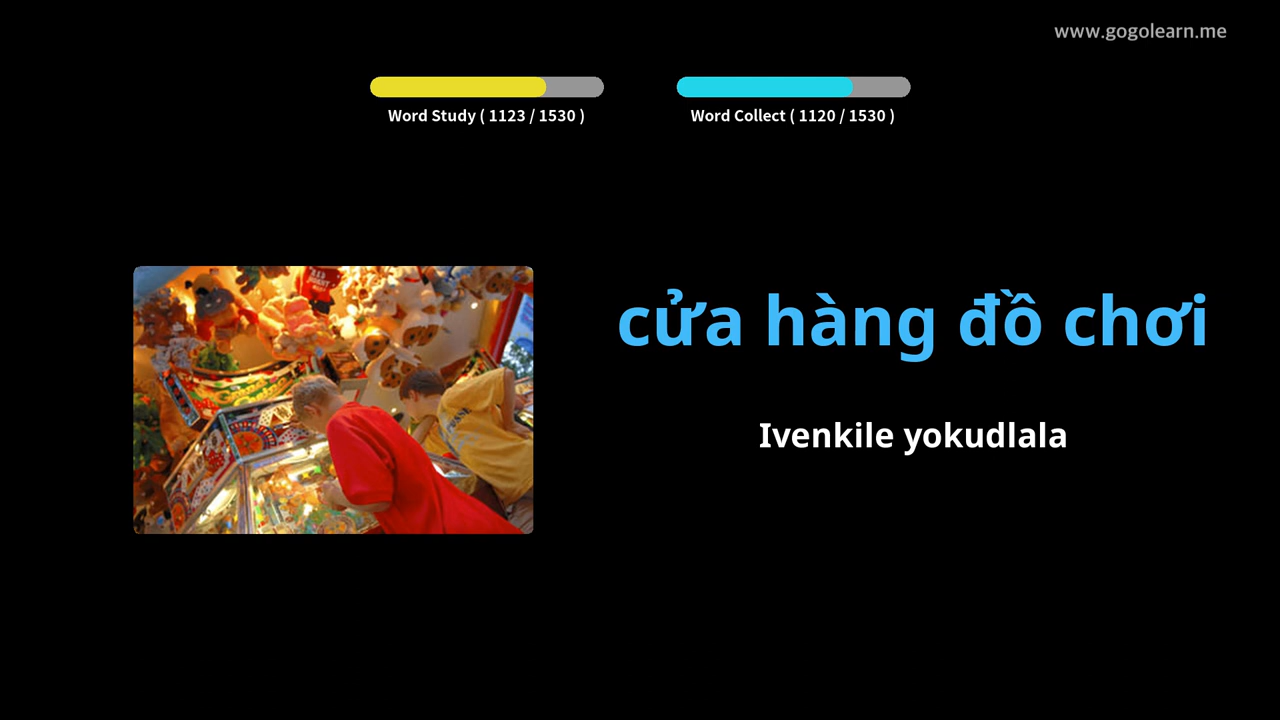 www.gogolearn.me
Word Study ( 1123 / 1530 )
Word Collect ( 1120 / 1530 )
cửa hàng đồ chơi
Ivenkile yokudlala